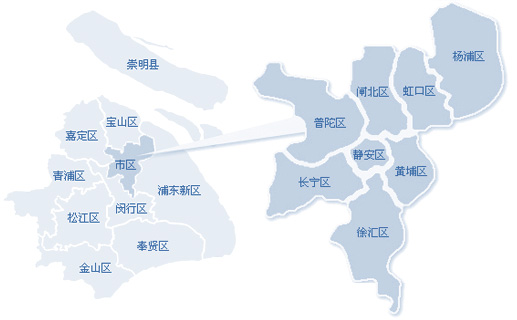 崇明县
宝山区
嘉定区
市区
青浦区
浦东新区
闵行区
松江区
奉贤区
金山区
杨浦区
闸北区
虹口区
普陀区
静安区
黄埔区
长宁区
徐汇区